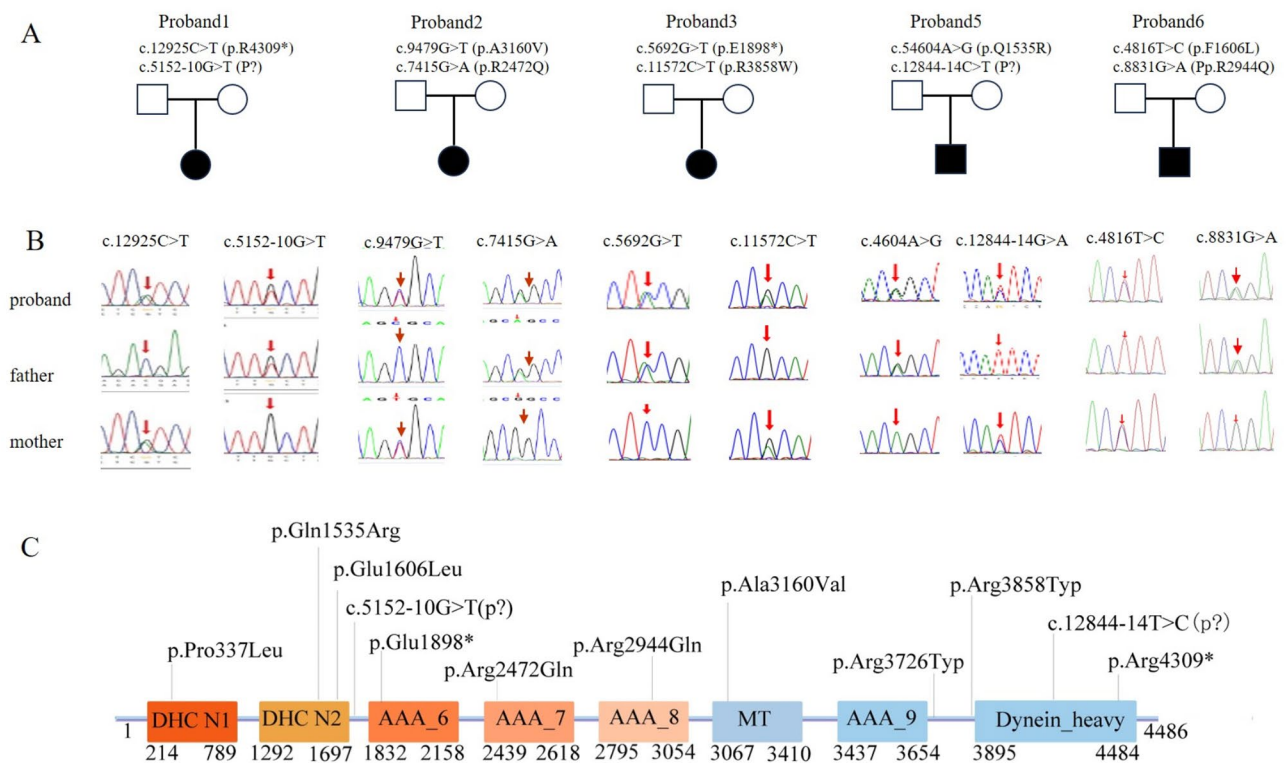 A
Proband1
c.12925C>T (p.R4309*)
c.5152-10G>T (P?)
Proband2
c.9479G>T (p.A3160V)
c.7415G>A (p.R2472Q)
Proband3
c.5692G>T (p.E1898*)
c.11572C>T (p.R3858W)
Proband5
c.54604A>G (p.Q1535R)
c.12844-14C>T (P?)
Proband6
c.4816T>C (p.F1606L)
c.8831G>A (Pp.R2944Q)
B
c.12925C>T c.5152-10G>T c.9479G>T c.7415G>A c.5692G>T c.11572C>T c.4604A>G c.12844-14G>A c.4816T>C c.8831G>A
proband
father
mother
C
p.Gln1535Arg
p.Glu1606Leu
p.Ala3160Val
p.Arg3858Typ
c.5152-10G>T(p?)
c.12844-14T>C(p?)
p.Pro337Leu
p.Glu1898*
p.Arg2944Gln
p.Arg2472Gln
p.Arg3726Typ
p.Arg4309*
1 DHC N1 DHC N2 AAA_6 AAA_7 AAA_8 MT AAA_9 Dynein_heavy 4486
214 789 1292 1697 1832 2158 2439 2618 2795 3054 3067 3410 3437 3654 3895 4484